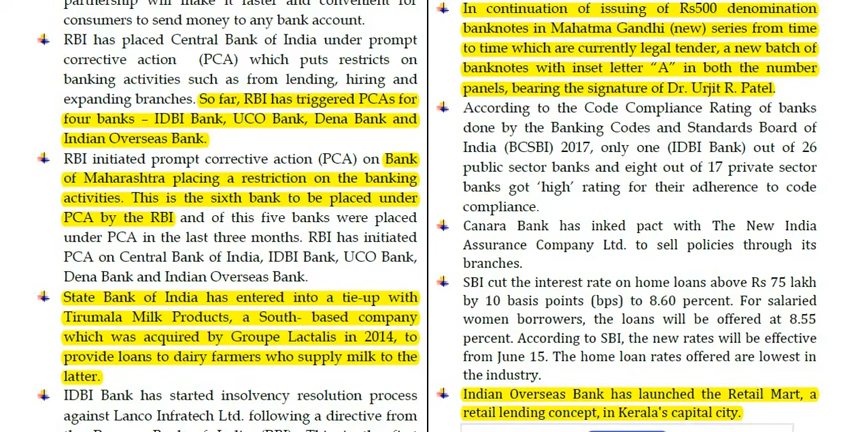 partnership will make it faster and convenient for
consumers to send money to any bank account.
RBI has placed Central Bank of India under prompt
corrective action (PCA) which puts restricts on
banking activities such as from lending, hiring and
expanding branches. So far, RBI has triggered PCAs for
four banks – IDBI Bank, UCO Bank, Dena Bank and
Indian Overseas Bank.
RBI initiated prompt corrective action (PCA) on Bank
of Maharashtra placing a restriction on the banking
activities. This is the sixth bank to be placed under
PCA by the RBI and of this five banks were placed
under PCA in the last three months. RBI has initiated
PCA on Central Bank of India, IDBI Bank, UCO Bank,
Dena Bank and Indian Overseas Bank.
State Bank of India has entered into a tie-up with
Tirumala Milk Products, a South- based company
which was acquired by Groupe Lactalis in 2014, to
provide loans to dairy farmers who supply milk to the
latter.
IDBI Bank has started insolvency resolution process
against Lanco Infratech Ltd. following a directive from
In continuation of issuing of Rs500 denomination
banknotes in Mahatma Gandhi (new) series from time
to time which are currently legal tender, a new batch of
banknotes with inset letter “A” in both the number
panels, bearing the signature of Dr. Urjit R. Patel.
According to the Code Compliance Rating of banks
done by the Banking Codes and Standards Board of
India (BCSBI) 2017, only one (IDBI Bank) out of 26
public sector banks and eight out of 17 private sector
banks got ‘high’ rating for their adherence to code
compliance.
Canara Bank has inked pact with The New India
Assurance Company Ltd. to sell policies through its
branches.
SBI cut the interest rate on home loans above Rs 75 lakh
by 10 basis points (bps) to 8.60 percent. For salaried
women borrowers, the loans will be offered at 8.55
percent. According to SBI, the new rates will be effective
from June 15. The home loan rates offered are lowest in
the industry.
Indian Overseas Bank has launched the Retail Mart, a
retail lending concept, in Kerala's capital city.